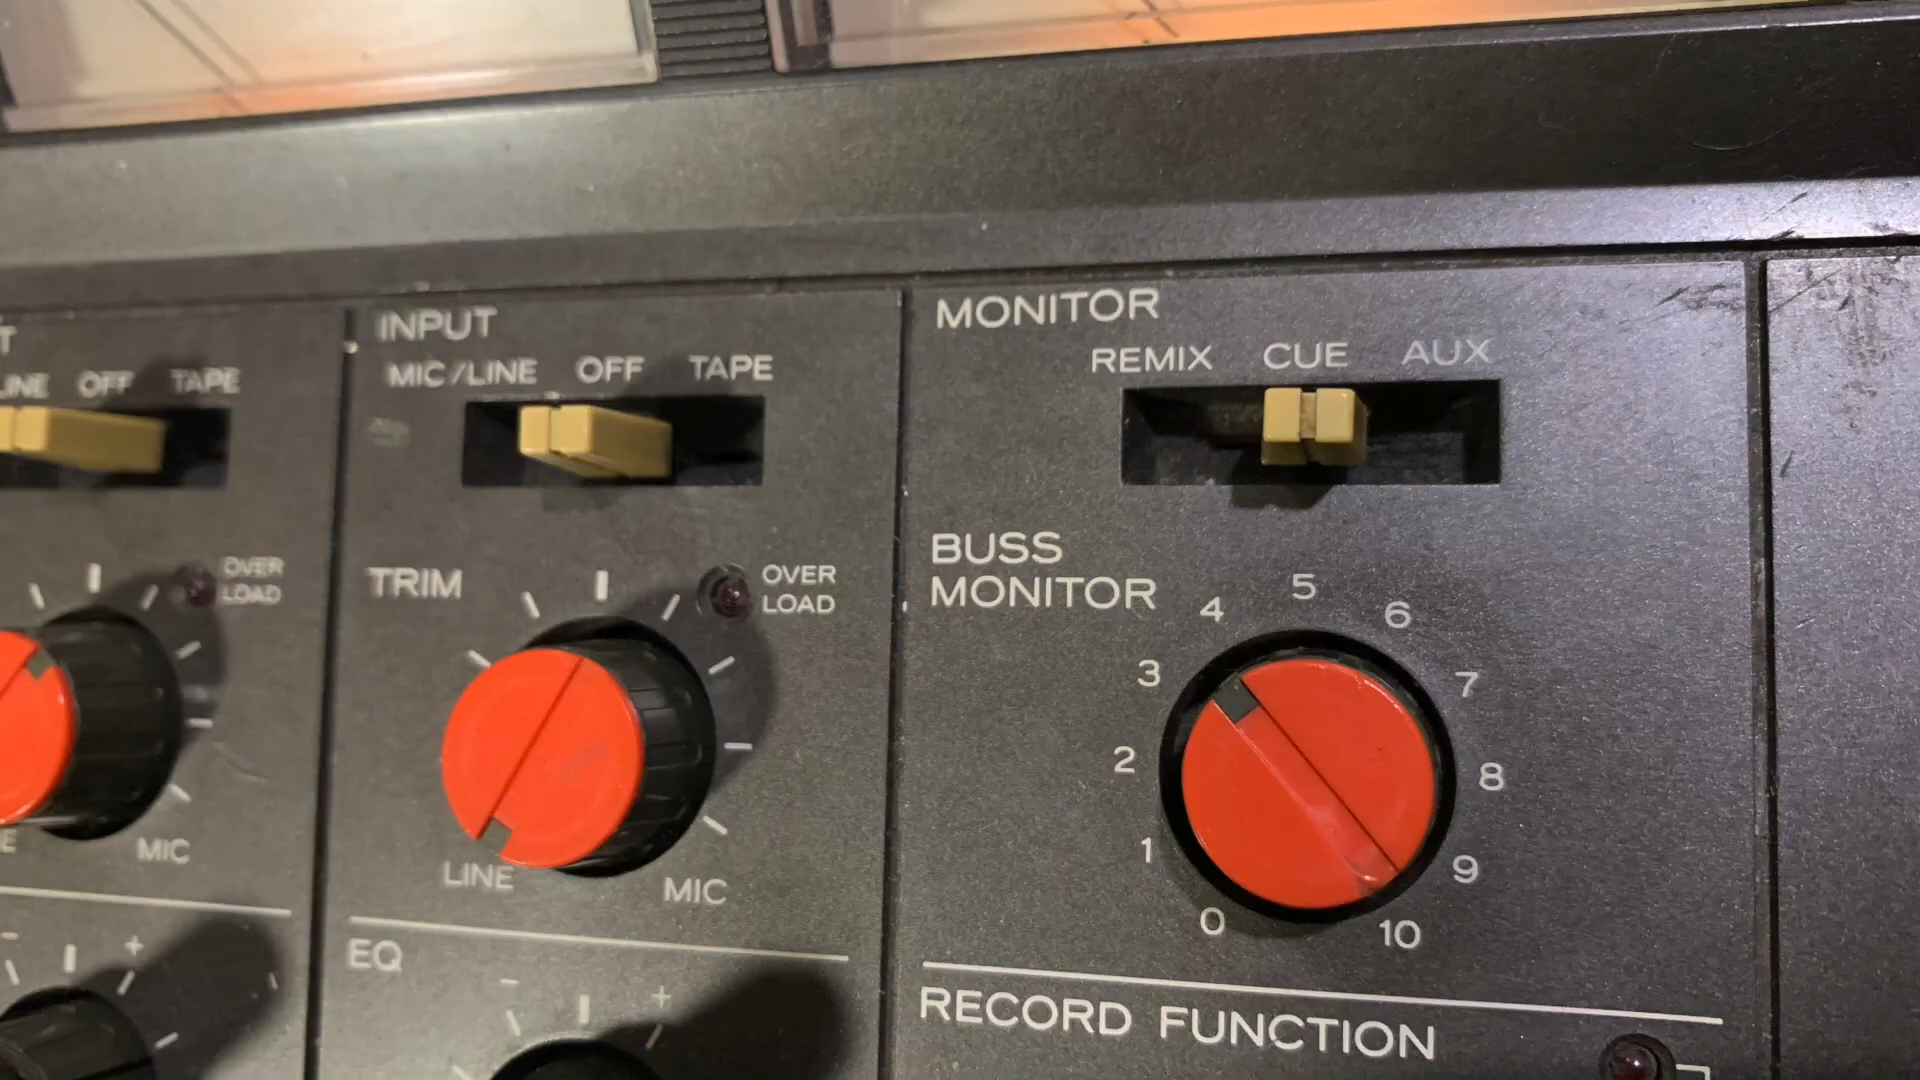 INPUT
MIC/LINE OFF TAPE
TRIM
OVER
LOAD
LINE MIC
EQ
- +
MONITOR
REMIX CUE AUX
BUSS
MONITOR
0 1 2 3 4 5 6 7 8 9 10
RECORD FUNCTION
T
LINE OFF TAPE
OVER
LOAD
E MIC
- +